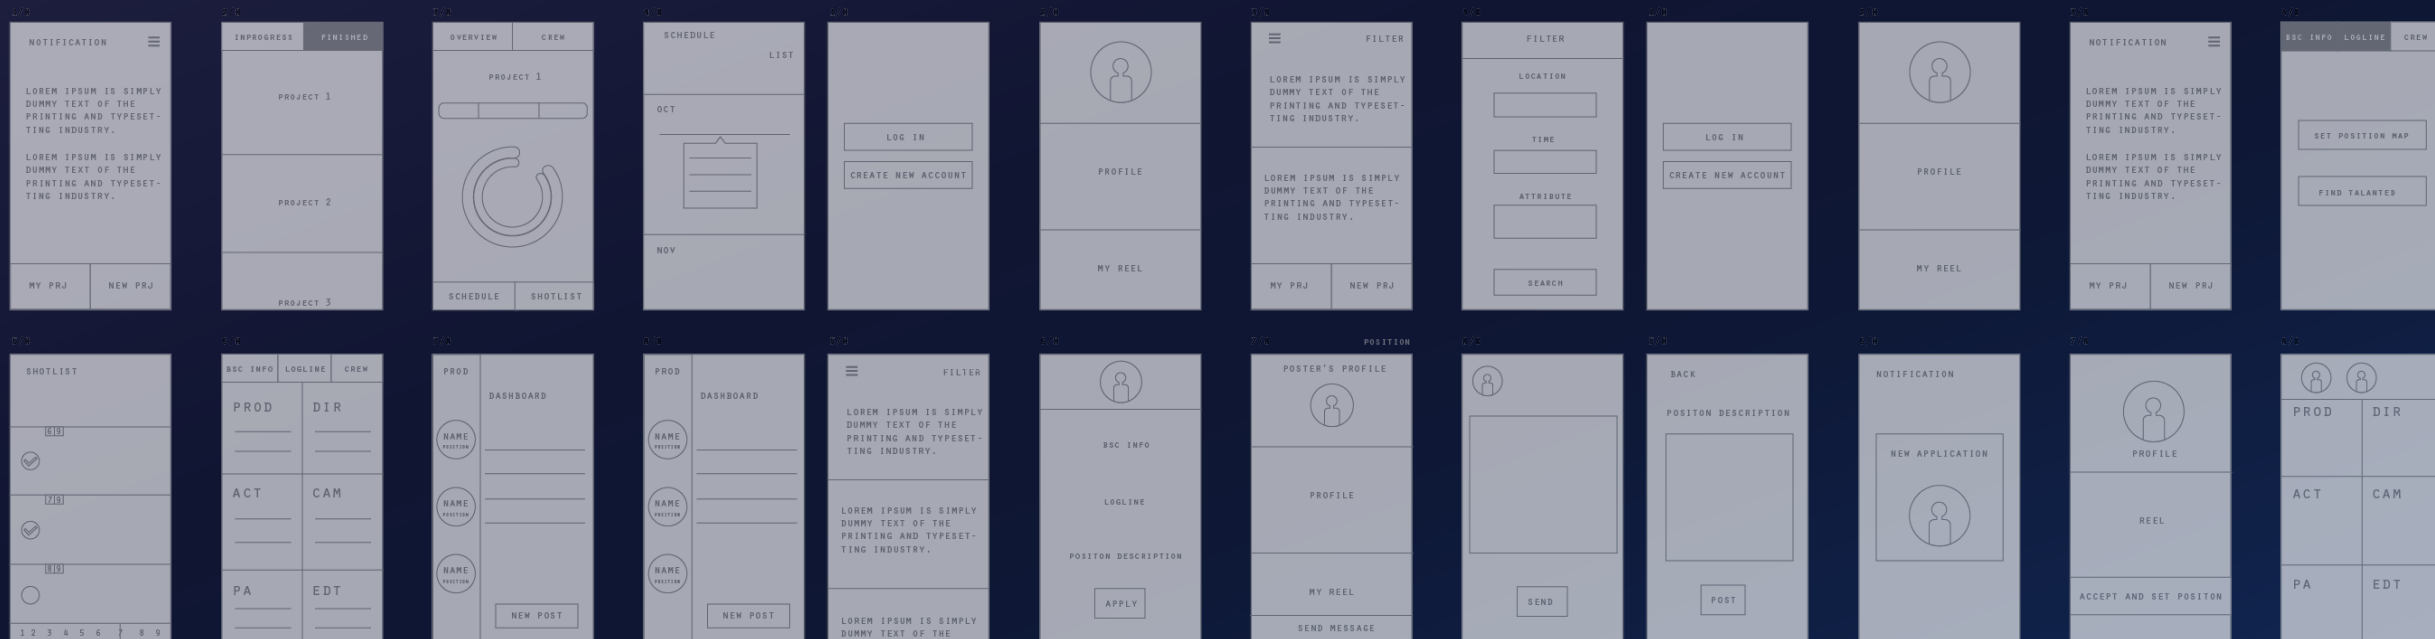 NOTIFICATION
LOREM IPSUM IS SIMPLY
DUMMY TEXT OF THE
PRINTING AND TYPESET-
TING INDUSTRY.
LOREM IPSUM IS SIMPLY
DUMMY TEXT OF THE
PRINTING AND TYPESET-
TING INDUSTRY.
MY PRJ NEW PRJ
INPROGRESS FINISHED
PROJECT 1
PROJECT 2
PROJECT 3
OVERVIEW CREW
PROJECT 1
SCHEDULE SHOTLIST
SCHEDULE
LIST
OCT
NOV
LOG IN
CREATE NEW ACCOUNT
PROFILE
MY REEL
FILTER
LOREM IPSUM IS SIMPLY
DUMMY TEXT OF THE
PRINTING AND TYPESET-
TING INDUSTRY.
LOREM IPSUM IS SIMPLY
DUMMY TEXT OF THE
PRINTING AND TYPESET-
TING INDUSTRY.
MY PRJ NEW PRJ
FILTER
LOCATION
TIME
ATTRIBUTE
SEARCH
LOG IN
CREATE NEW ACCOUNT
PROFILE
MY REEL
NOTIFICATION
LOREM IPSUM IS SIMPLY
DUMMY TEXT OF THE
PRINTING AND TYPESET-
TING INDUSTRY.
LOREM IPSUM IS SIMPLY
DUMMY TEXT OF THE
PRINTING AND TYPESET-
TING INDUSTRY.
MY PRJ NEW PRJ
BSC INFO LOGLINE CREW
SET POSITION MAP
FIND TALANTED
SHOTLIST
69
79
89
1 2 3 4 5 6 7 8 9
BSC INFO LOGLINE CREW
PROD DIR
ACT CAM
PA EDT
PROD
DASHBOARD
NAME
POSITION
NAME
POSITION
NAME
POSITION
NEW POST
PROD
DASHBOARD
NAME
POSITION
NAME
POSITION
NAME
POSITION
NEW POST
FILTER
LOREM IPSUM IS SIMPLY
DUMMY TEXT OF THE
PRINTING AND TYPESET-
TING INDUSTRY.
LOREM IPSUM IS SIMPLY
DUMMY TEXT OF THE
PRINTING AND TYPESET-
TING INDUSTRY.
LOREM IPSUM IS SIMPLY
DUMMY TEXT OF THE
BSC INFO
LOGLINE
POSITON DESCRIPTION
APPLY
POSITION
POSTER'S PROFILE
PROFILE
MY REEL
SEND MESSAGE
SEND
BACK
POSITON DESCRIPTION
POST
NOTIFICATION
NEW APPLICATION
PROFILE
REEL
ACCEPT AND SET POSITON
PROD DIR
ACT CAM
PA EDT